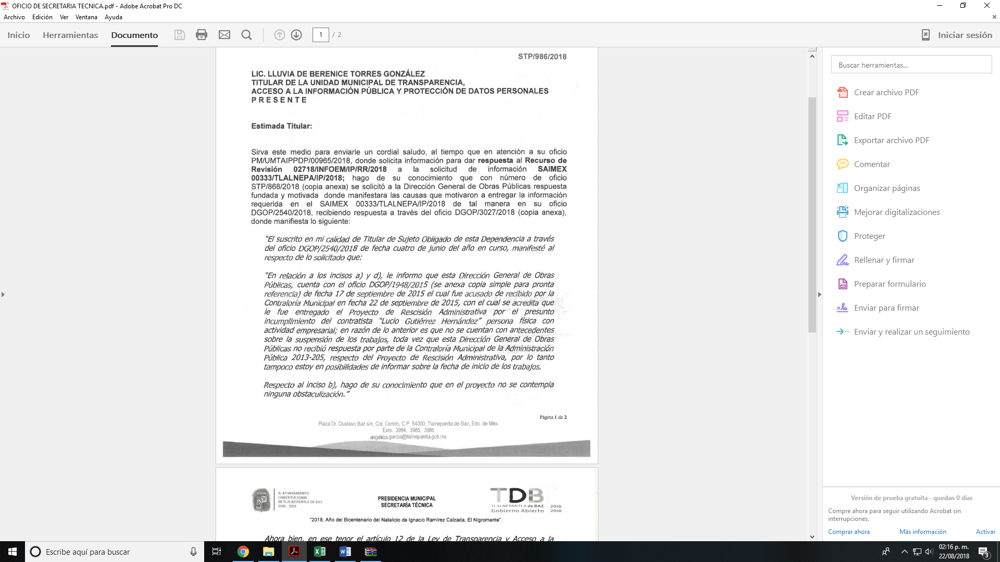 OFICIO DE SECRETARIA TECNICA.pdf - Adobe Acrobat Pro DC
Archivo Edición Ver Ventana Ayuda
Inicio Herramientas Documento 1 / 2 Iniciar sesión
STP/986/2018
LIC. LLUVIA DE BERENICE TORRES GONZÁLEZ
TITULAR DE LA UNIDAD MUNICIPAL DE TRANSPARENCIA,
ACCESO A LA INFORMACIÓN PÚBLICA Y PROTECCIÓN DE DATOS PERSONALES
P R E S E N T E
Estimada Titular:
Sirva este medio para enviarle un cordial saludo, al tiempo que en atención a su oficio
PM/UMTAIPPDP/00965/2018, donde solicita información para dar respuesta al Recurso de
Revisión 02718/INFOEM/IP/RR/2018 a la solicitud de información SAIMEX
00333/TLALNEPA/IP/2018; hago de su conocimiento que con número de oficio
STP/868/2018 (copia anexa) se solicitó a la Dirección General de Obras Públicas respuesta
fundada y motivada donde manifestara las causas que motivaron a entregar la información
requerida en el SAIMEX 00333/TLALNEPA/IP/2018 de tal manera en su oficio
DGOP/2540/2018, recibiendo respuesta a través del oficio DGOP/3027/2018 (copia anexa),
donde manifiesta lo siguiente:
"El suscrito en mi calidad de Titular de Sujeto Obligado de esta Dependencia a través
del oficio DGOP/2540/2018 de fecha cuatro de junio del año en curso, manifesté al
respecto de lo solicitado que:
"En relación a los incisos a) y d), le informo que esta Dirección General de Obras
Públicas, cuenta con el oficio DGOP/1948/2015 (se anexa copia simple para pronta
referencia) de fecha 17 de septiembre de 2015 el cual fue acusado de recibido por la
Contraloría Municipal en fecha 22 de septiembre de 2015, con el cual se acredita que
le fue entregado el Proyecto de Rescisión Administrativa por el presunto
incumplimiento del contratista "Lucio Gutiérrez Hernández" persona física con
actividad empresarial; en razón de lo anterior es que no se cuentan con antecedentes
sobre la suspensión de los trabajos, toda vez que esta Dirección General de Obras
Públicas no recibió respuesta por parte de la Contraloría Municipal de la Administración
Pública 2013-205, respecto del Proyecto de Rescisión Administrativa, por lo tanto
tampoco estoy en posibilidades de informar sobre la fecha de inicio de los trabajos.
Respecto al inciso b), hago de su conocimiento que en el proyecto no se contempla
ninguna obstaculización."
Página 1 de 2
Plaza Dr. Gustavo Baz s/n, Col. Centro, C.P. 54000, Tlalnepantla de Baz, Edo. de Méx.
Exts. 3984, 3985, 3986
angelica.garcia@tlalnepantla.gob.mx
H. AYUNTAMIENTO
CONSTITUCIONAL
DE TLALNEPANTLA DE BAZ
2016 - 2018
PRESIDENCIA MUNICIPAL
SECRETARÍA TÉCNICA
TDB
TLALNEPANTLA de BAZ 2016
Gobierno Abierto 2018
"2018. Año del Bicentenario del Natalicio de Ignacio Ramírez Calzada, El Nigromante".
Ahora bien, en ese tenor el artículo 12 de la Ley de Transparencia y Acceso a la
Buscar herramientas...
Crear archivo PDF
Editar PDF
Exportar archivo PDF
Comentar
Organizar páginas
Mejorar digitalizaciones
Proteger
Rellenar y firmar
Preparar formulario
Enviar para firmar
Enviar y realizar un seguimiento
Versión de prueba gratuita - quedan 0 días
Compre ahora para seguir utilizando Acrobat sin
interrupciones.
Comprar ahora Más información Activar
Escribe aquí para buscar
02:16 p. m.
22/08/2018
3